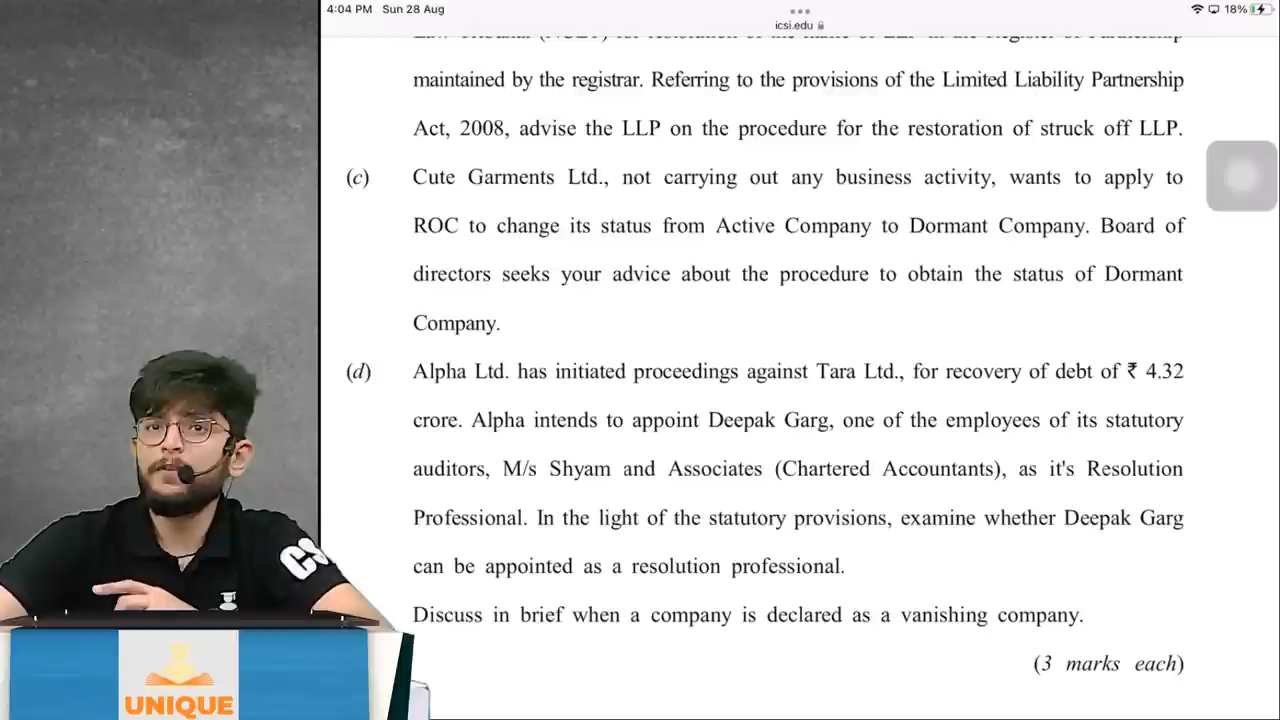 4:04 PM Sun 28 Aug
icsi.edu
18%
maintained by the registrar. Referring to the provisions of the Limited Liability Partnership
Act, 2008, advise the LLP on the procedure for the restoration of struck off LLP.
(c) Cute Garments Ltd., not carrying out any business activity, wants to apply to
ROC to change its status from Active Company to Dormant Company. Board of
directors seeks your advice about the procedure to obtain the status of Dormant
Company.
(d) Alpha Ltd. has initiated proceedings against Tara Ltd., for recovery of debt of ₹ 4.32
crore. Alpha intends to appoint Deepak Garg, one of the employees of its statutory
auditors, M/s Shyam and Associates (Chartered Accountants), as it's Resolution
Professional. In the light of the statutory provisions, examine whether Deepak Garg
can be appointed as a resolution professional.
Discuss in brief when a company is declared as a vanishing company.
(3 marks each)
UNIQUE